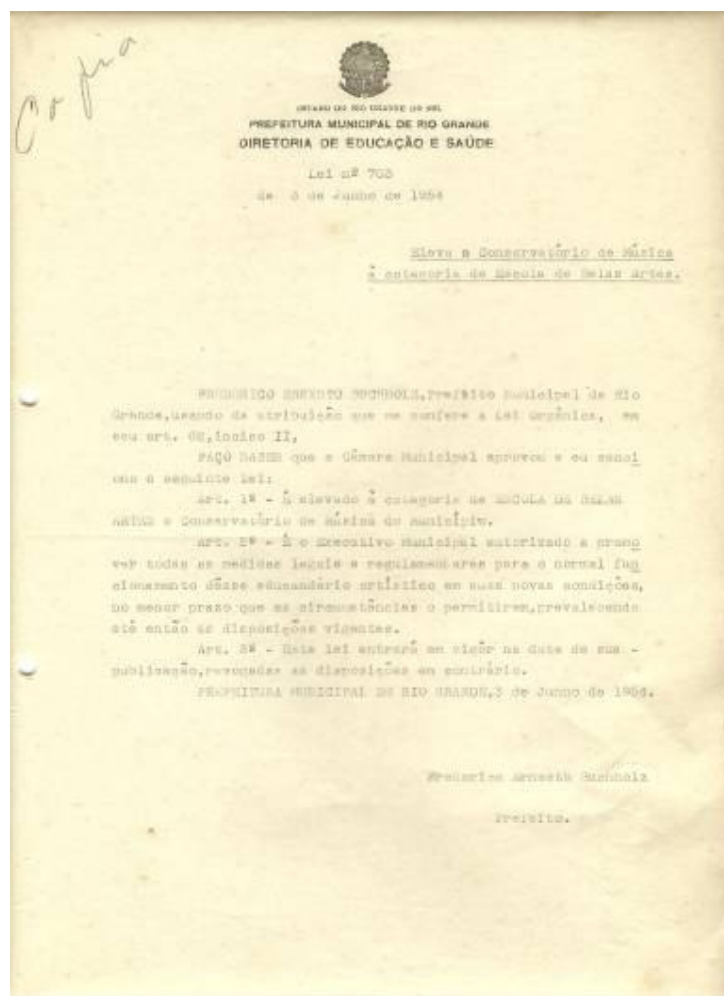 Copia
ESTADO DO RIO GRANDE DO SUL
PREFEITURA MUNICIPAL DE RIO GRANDE
DIRETORIA DE EDUCAÇÃO E SAÚDE
Lei nº 703
de 3 de Junho de 1954
Eleva o Conservatório de Música
à categoria de Escola de Belas Artes.
FREDERICO ERNESTO BUCHHOLZ,Prefeito Municipal de Rio
Grande,usando da atribuição que me confere a Lei Orgânica, em
seu art. inciso II,
FAÇO SABER que a Câmara Municipal aprovou e eu sanci
ono a seguinte lei:
Art. 1º - É elevado à categoria de ESCOLA DE BELAS
ARTES o Conservatório de Música do Município.
Art. 2º - É o Executivo Municipal autorizado a promo
ver todas as medidas legais e regulamentares para o normal fun
cionamento dêsse educandário artístico em suas novas condições,
no menor prazo que as circunstâncias o permitirem,prevalecendo
até então as disposições vigentes.
Art. 3º - Esta lei entrará em vigôr na data de sua -
publicação,revogadas as disposições em contrário.
PREFEITURA MUNICIPAL DE RIO GRANDE,3 de Junho de 1954.
Frederico Ernesto Buchholz
Prefeito.